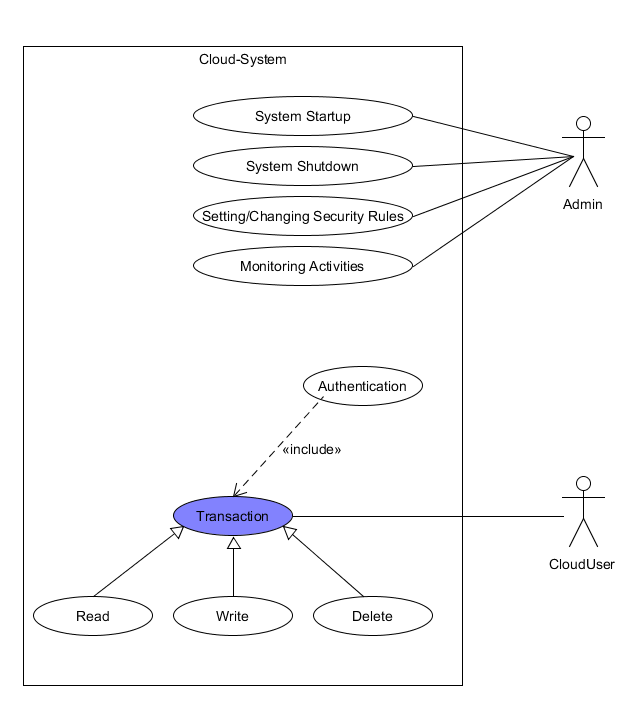 Cloud-System
System Startup
System Shutdown
Setting/Changing Security Rules
Monitoring Activities
Admin
Authentication
«include»
Transaction
CloudUser
Read
Write
Delete